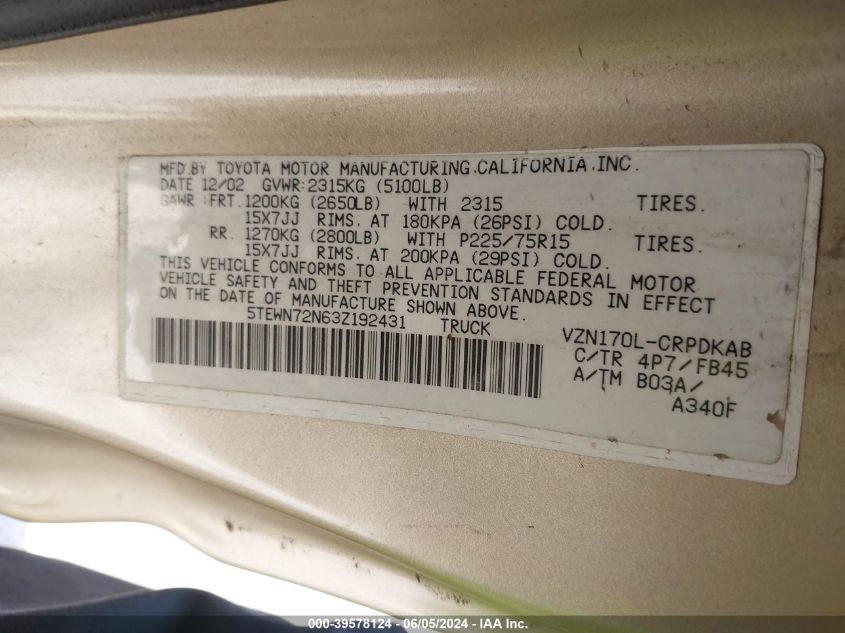 MFD.BY TOYOTA MOTOR MANUFACTURING.CALIFORNIA.INC.
DATE 12/02 GVWR:2315KG (5100LB)
GAWR:FRT.1200KG (2650LB) WITH 2315 TIRES.
15X7JJ RIMS. AT 180KPA (26PSI) COLD.
RR. 1270KG (2800LB) WITH P225/75R15 TIRES.
15X7JJ RIMS. AT 200KPA (29PSI) COLD.
THIS VEHICLE CONFORMS TO ALL APPLICABLE FEDERAL MOTOR
VEHICLE SAFETY AND THEFT PREVENTION STANDARDS IN EFFECT
ON THE DATE OF MANUFACTURE SHOWN ABOVE.
5TEWN72N63Z192431 TRUCK
VZN170L-CRPDKAB
C/TR 4P7/FB45
A/TM B03A/
A340F
000-39578124 - 06/05/2024 - IAA Inc.